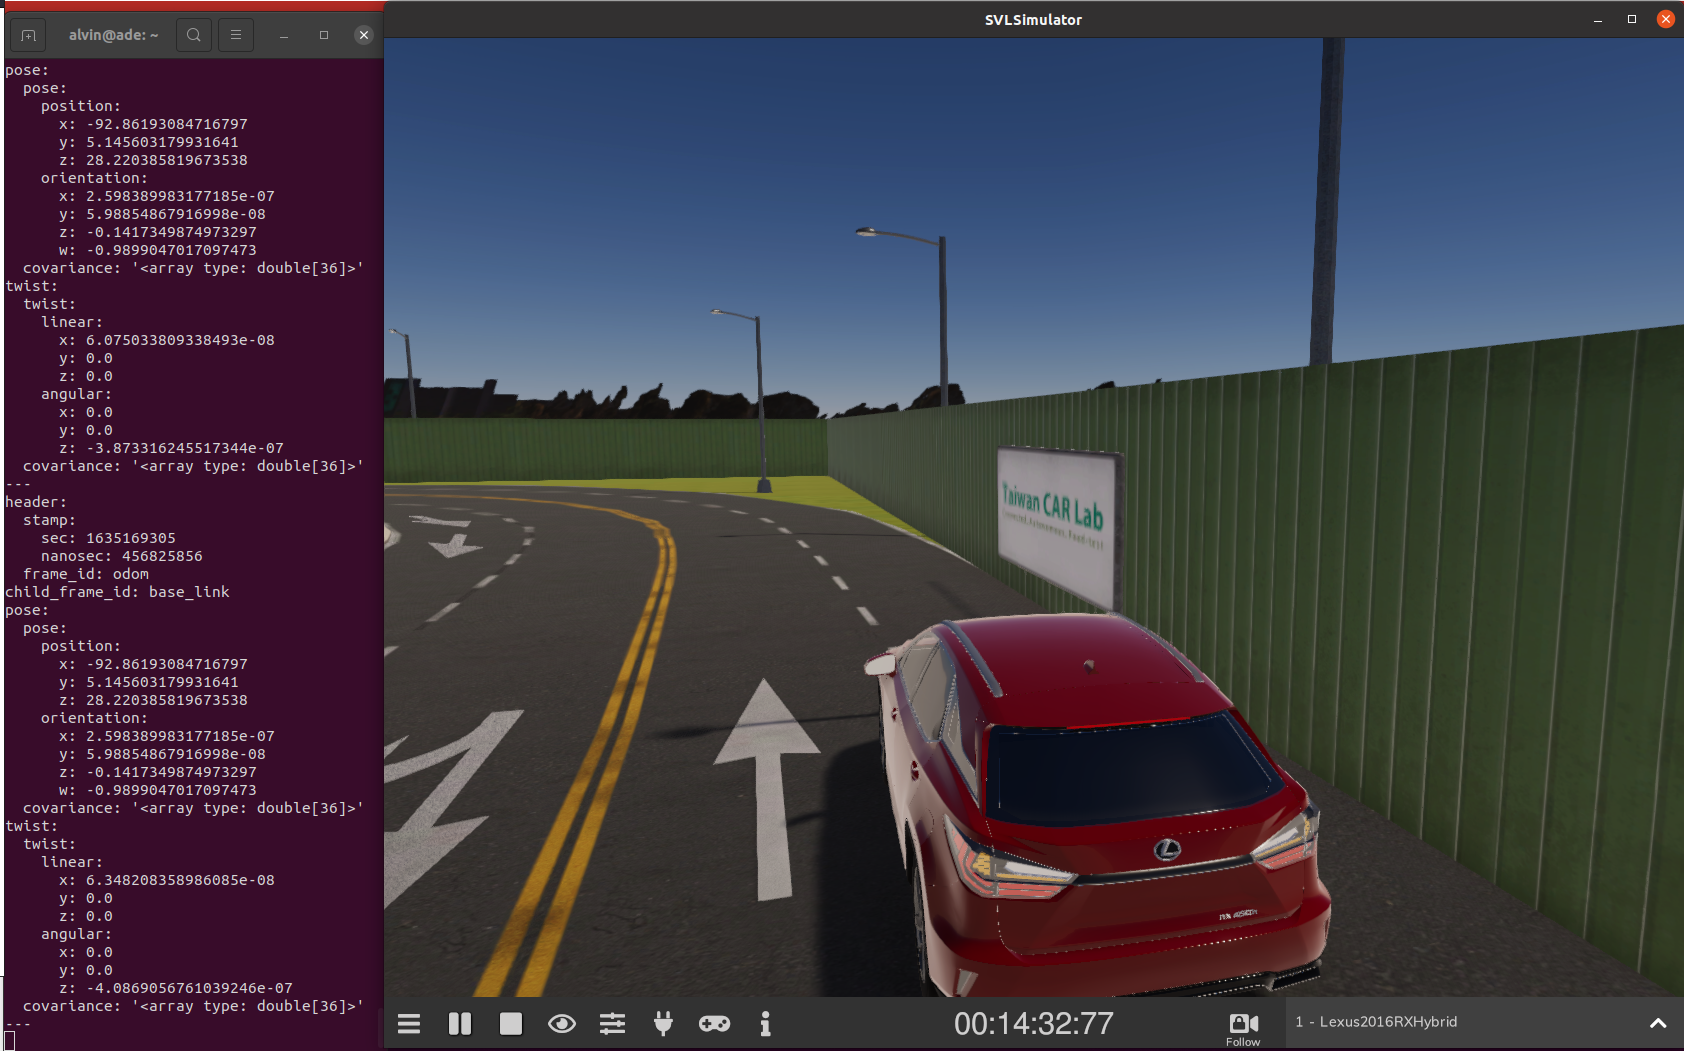 alvin@ade: ~
pose:
pose:
position:
x: -92.86193084716797
y: 5.145603179931641
z: 28.220385819673538
orientation:
x: 2.598389983177185e-07
y: 5.98854867916998e-08
z: -0.1417349874973297
w: -0.9899047017097473
covariance: '<array type: double[36]>'
twist:
twist:
linear:
x: 6.075033809338493e-08
y: 0.0
z: 0.0
angular:
x: 0.0
y: 0.0
z: -3.873316245517344e-07
covariance: '<array type: double[36]>'
---
header:
stamp:
sec: 1635169305
nanosec: 456825856
frame_id: odom
child_frame_id: base_link
pose:
pose:
position:
x: -92.86193084716797
y: 5.145603179931641
z: 28.220385819673538
orientation:
x: 2.598389983177185e-07
y: 5.98854867916998e-08
z: -0.1417349874973297
w: -0.9899047017097473
covariance: '<array type: double[36]>'
twist:
twist:
linear:
x: 6.348208358986085e-08
y: 0.0
z: 0.0
angular:
x: 0.0
y: 0.0
z: -4.0869056761039246e-07
covariance: '<array type: double[36]>'
---
SVLSimulator
Taiwan CAR Lab
00:14:32:77
Follow
1 - Lexus2016RXHybrid